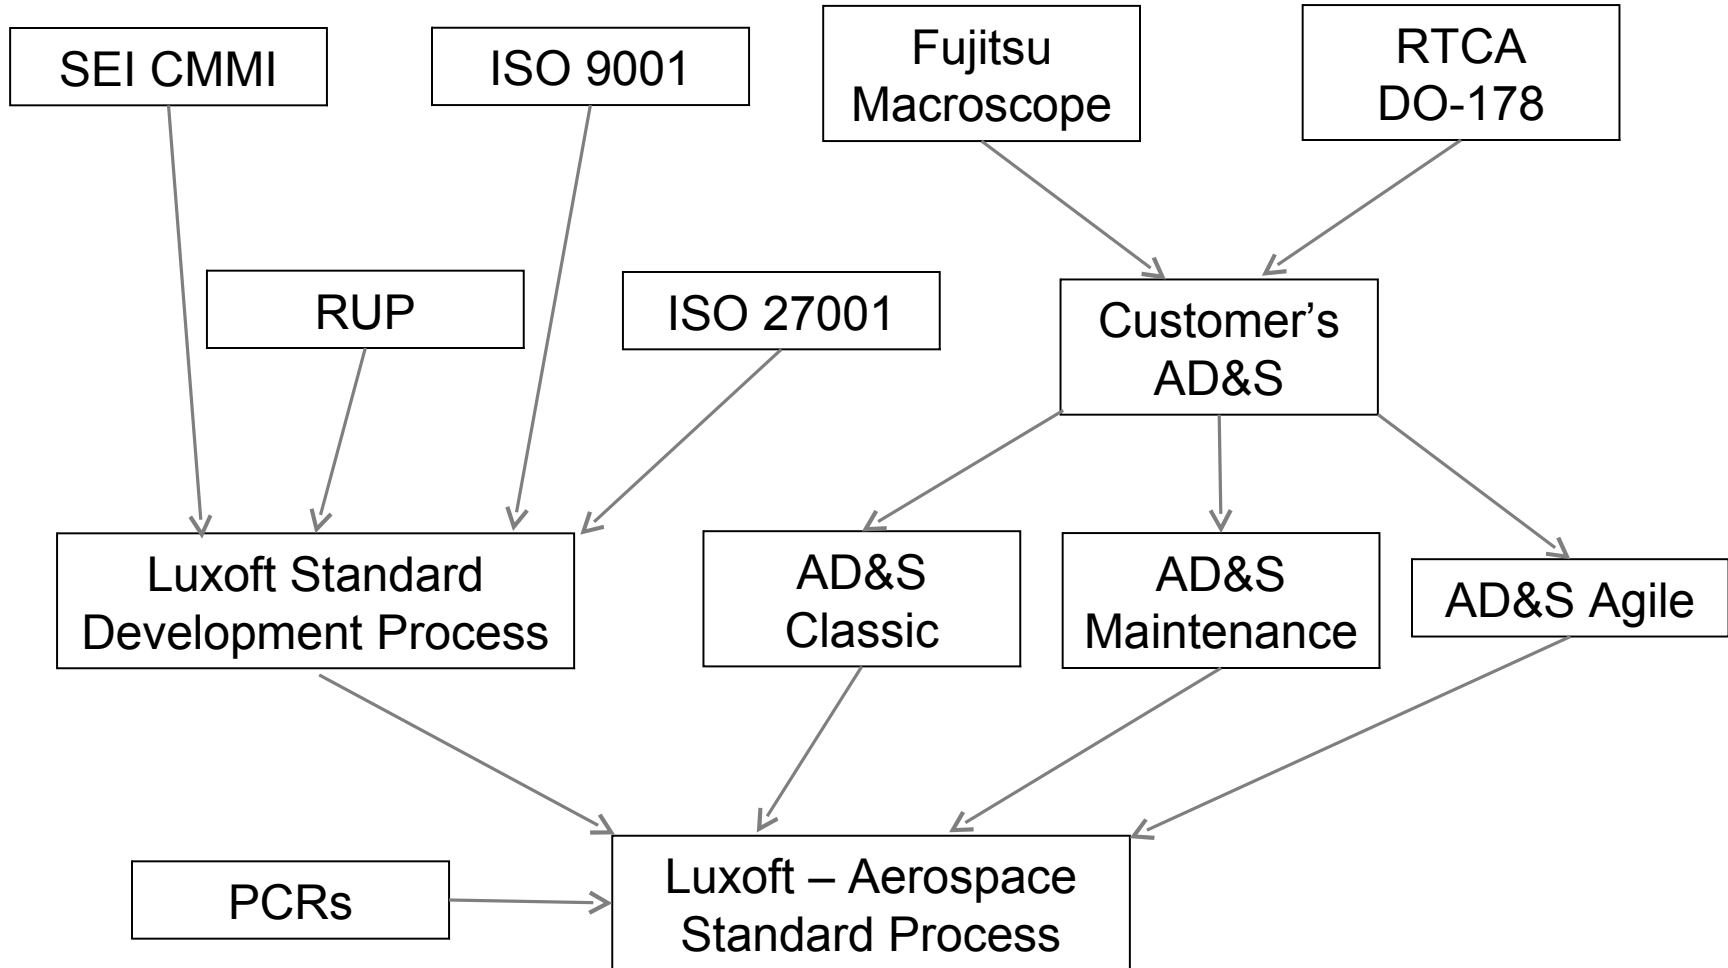 SEI CMMI
ISO 9001
Fujitsu
Macroscope
RTCA
DO-178
RUP
ISO 27001
Customer’s
AD&S
Luxoft Standard
Development Process
AD&S
Classic
AD&S
Maintenance
AD&S Agile
PCRs
Luxoft – Aerospace
Standard Process